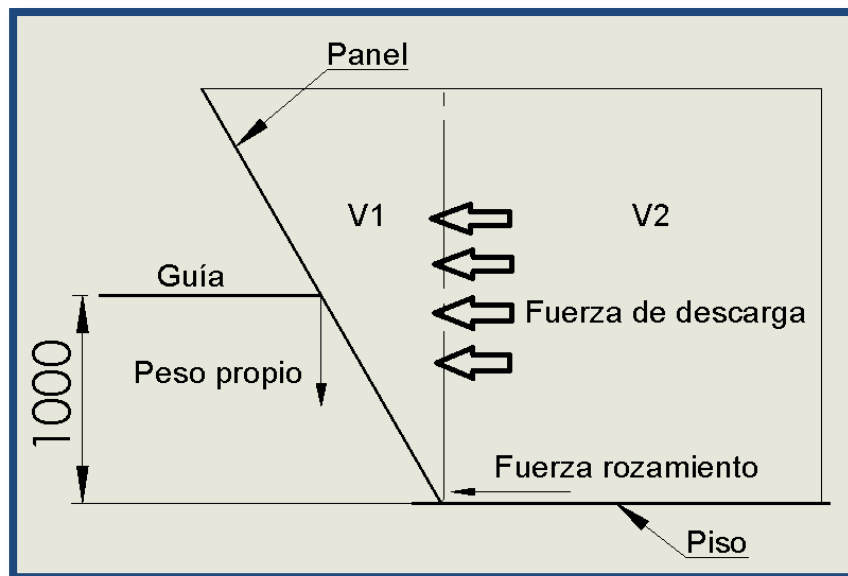 Panel
V1
V2
Guía
Fuerza de descarga
Peso propio
1000
Fuerza rozamiento
Piso